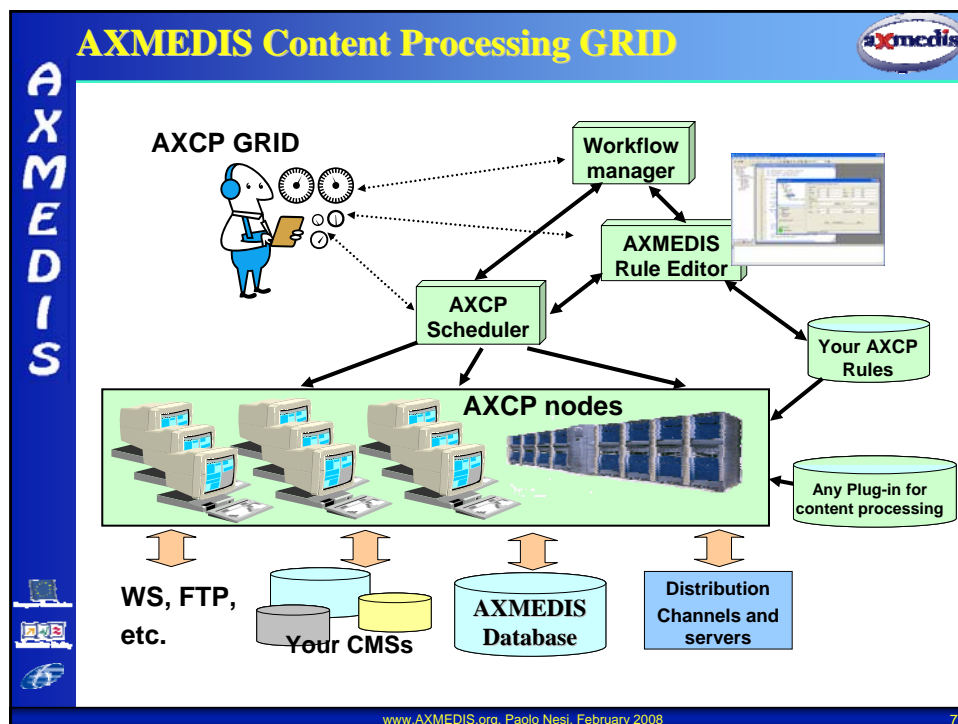 AXMEDIS Content Processing GRID
axmedis
AXMEDIS
AXCP GRID
Workflow
manager
AXMEDIS
Rule Editor
AXCP
Scheduler
Your AXCP
Rules
AXCP nodes
Any Plug-in for
content processing
WS, FTP,
etc.
Your CMSs
AXMEDIS
Database
Distribution
Channels and
servers
www.AXMEDIS.org, Paolo Nesi, February 2008
7